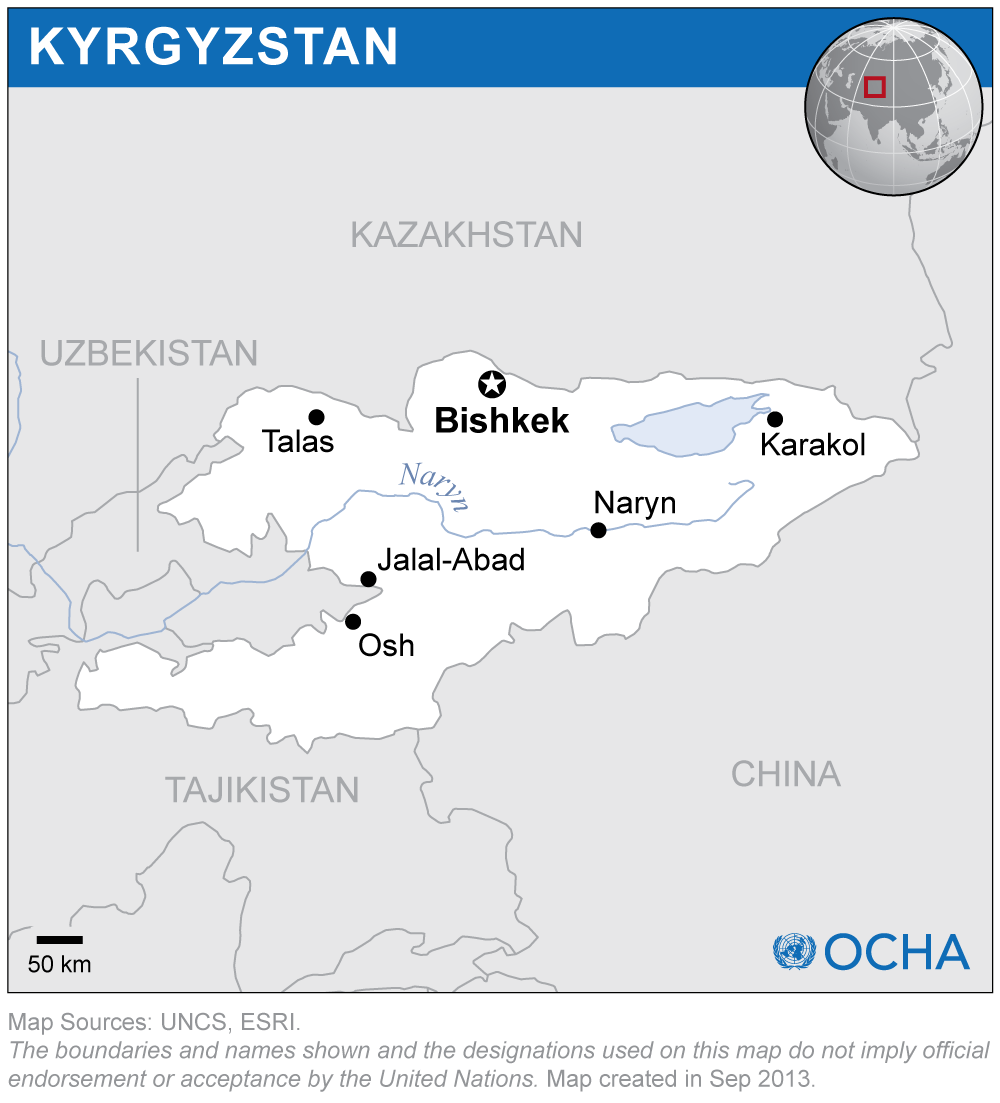 KYRGYZSTAN
KAZAKHSTAN
UZBEKISTAN
Bishkek
Talas
Karakol
Naryn
Naryn
Jalal-Abad
Osh
CHINA
TAJIKISTAN
50 km
OCHA
Map Sources: UNCS, ESRI.
The boundaries and names shown and the designations used on this map do not imply official
endorsement or acceptance by the United Nations. Map created in Sep 2013.